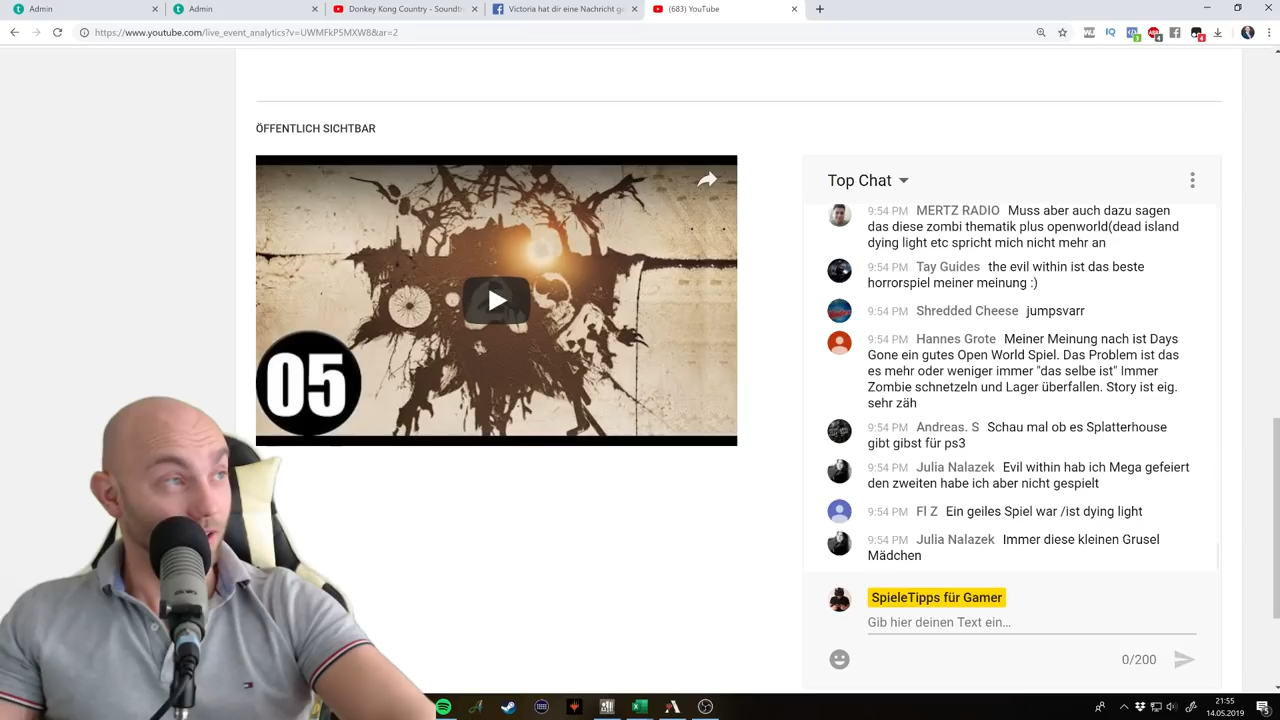 Admin
Admin
Donkey Kong Country - Soundtr
Victoria hat dir eine Nachricht ge
(683) YouTube
https://www.youtube.com/live_event_analytics?v=UWMFkP5MXW8&ar=2
ÖFFENTLICH SICHTBAR
05
Top Chat
9:54 PM MERTZ RADIO Muss aber auch dazu sagen
das diese zombi thematik plus openworld(dead island
dying light etc spricht mich nicht mehr an
9:54 PM Tay Guides the evil within ist das beste
horrorspiel meiner meinung :)
9:54 PM Shredded Cheese jumpsvarr
9:54 PM Hannes Grote Meiner Meinung nach ist Days
Gone ein gutes Open World Spiel. Das Problem ist das
es mehr oder weniger immer "das selbe ist" Immer
Zombie schnetzeln und Lager überfallen. Story ist eig.
sehr zäh
9:54 PM Andreas. S Schau mal ob es Splatterhouse
gibt gibst für ps3
9:54 PM Julia Nalazek Evil within hab ich Mega gefeiert
den zweiten habe ich aber nicht gespielt
9:54 PM Fl Z Ein geiles Spiel war /ist dying light
9:54 PM Julia Nalazek Immer diese kleinen Grusel
Mädchen
SpieleTipps für Gamer
Gib hier deinen Text ein...
0/200
21:55
14.05.2019